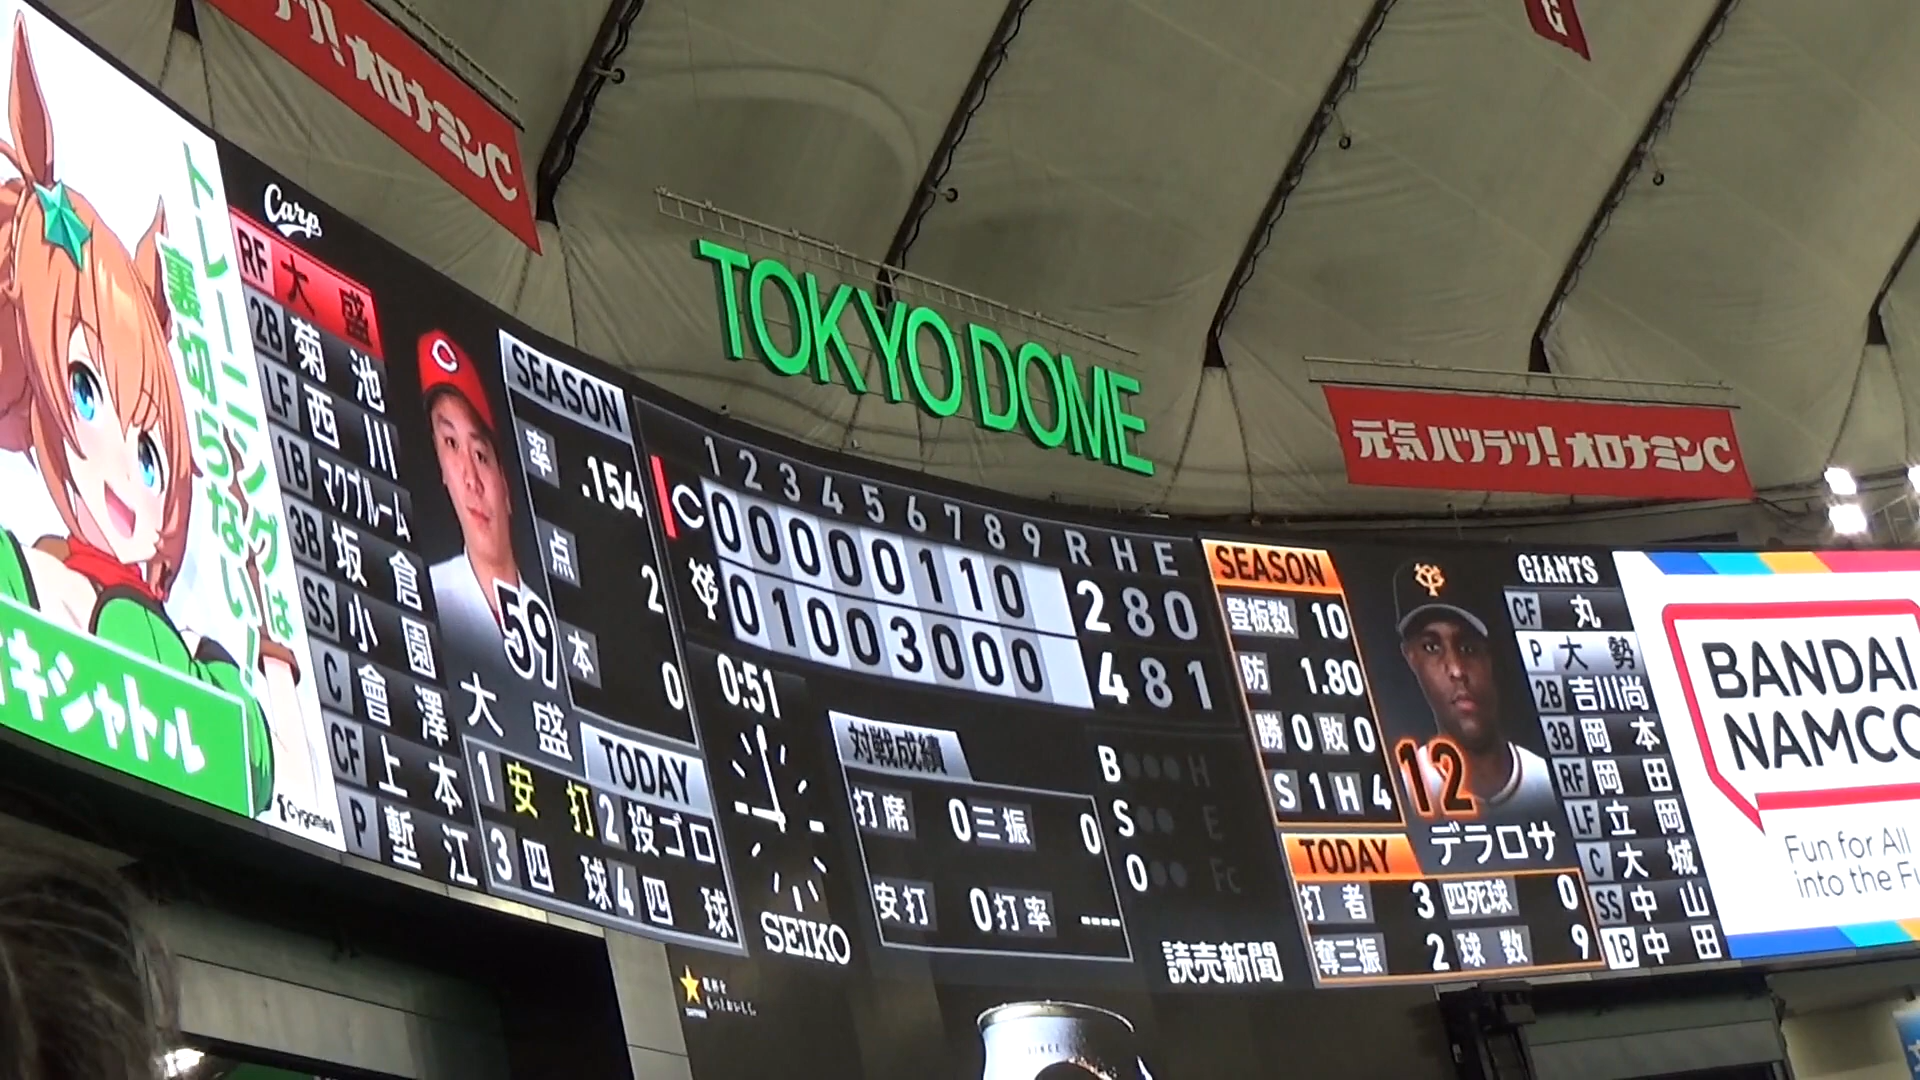 ツ!オロナミンC
G
TOKYO DOME
元気ハツラツ!オロナミンC
トレーニングは
裏切らない!
キシャトル
Cygames
Carp
RF 大盛
2B 菊池
LF 西川
1B マクブルーム
3B 坂倉
SS 小園
C 會澤
CF 上本
P 塹江
C
59
大盛
SEASON
率 .154
点 2
本 0
TODAY
1 安打 2 投ゴロ
3 四球 4 四球
1 2 3 4 5 6 7 8 9 R H E
C 0 0 0 0 0 1 1 0 2 8 0
0 1 0 0 3 0 0 0 4 8 1
0:51
SEIKO
対戦成績
打席 0 三振 0
安打 0 打率 ----
B H
S E
O Fc
読売新聞
SEASON
登板数 10
防 1.80
勝 0 敗 0
S 1 H 4
12
デラロサ
TODAY
打者 3 四死球 0
奪三振 2 球数 9
GIANTS
CF 丸
P 大勢
2B 吉川尚
3B 岡本
RF 岡田
LF 立岡
C 大城
SS 中山
1B 中田
BANDAI
NAMCO
Fun for All
into the Fu
SINCE